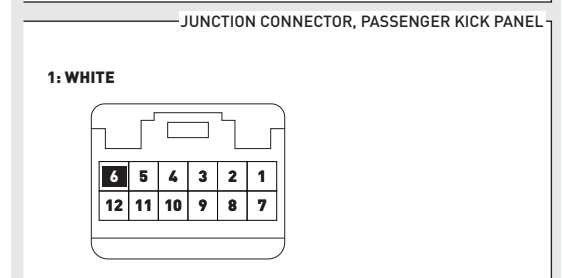 JUNCTION CONNECTOR, PASSENGER KICK PANEL
1: WHITE
6 5 4 3 2 1
12 11 10 9 8 7